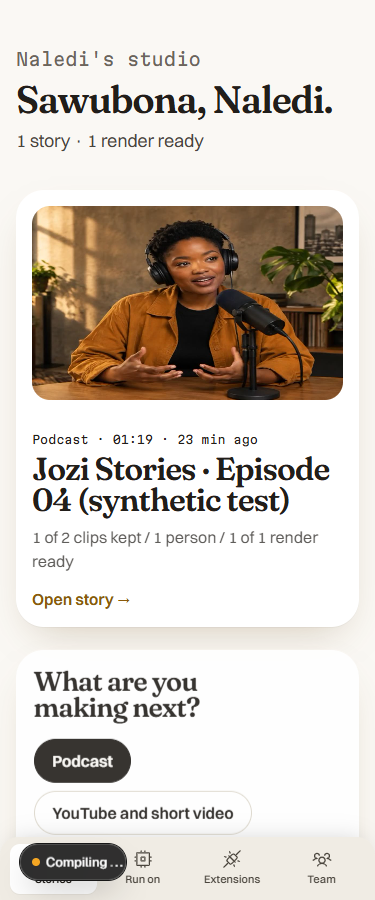 Naledi's studio
Sawubona, Naledi.
1 story · 1 render ready
Podcast · 01:19 · 23 min ago
Jozi Stories · Episode
04 (synthetic test)
1 of 2 clips kept / 1 person / 1 of 1 render
ready
Open story →
What are you
making next?
Podcast
YouTube and short video
Compiling ...
Run on
Extensions
Team